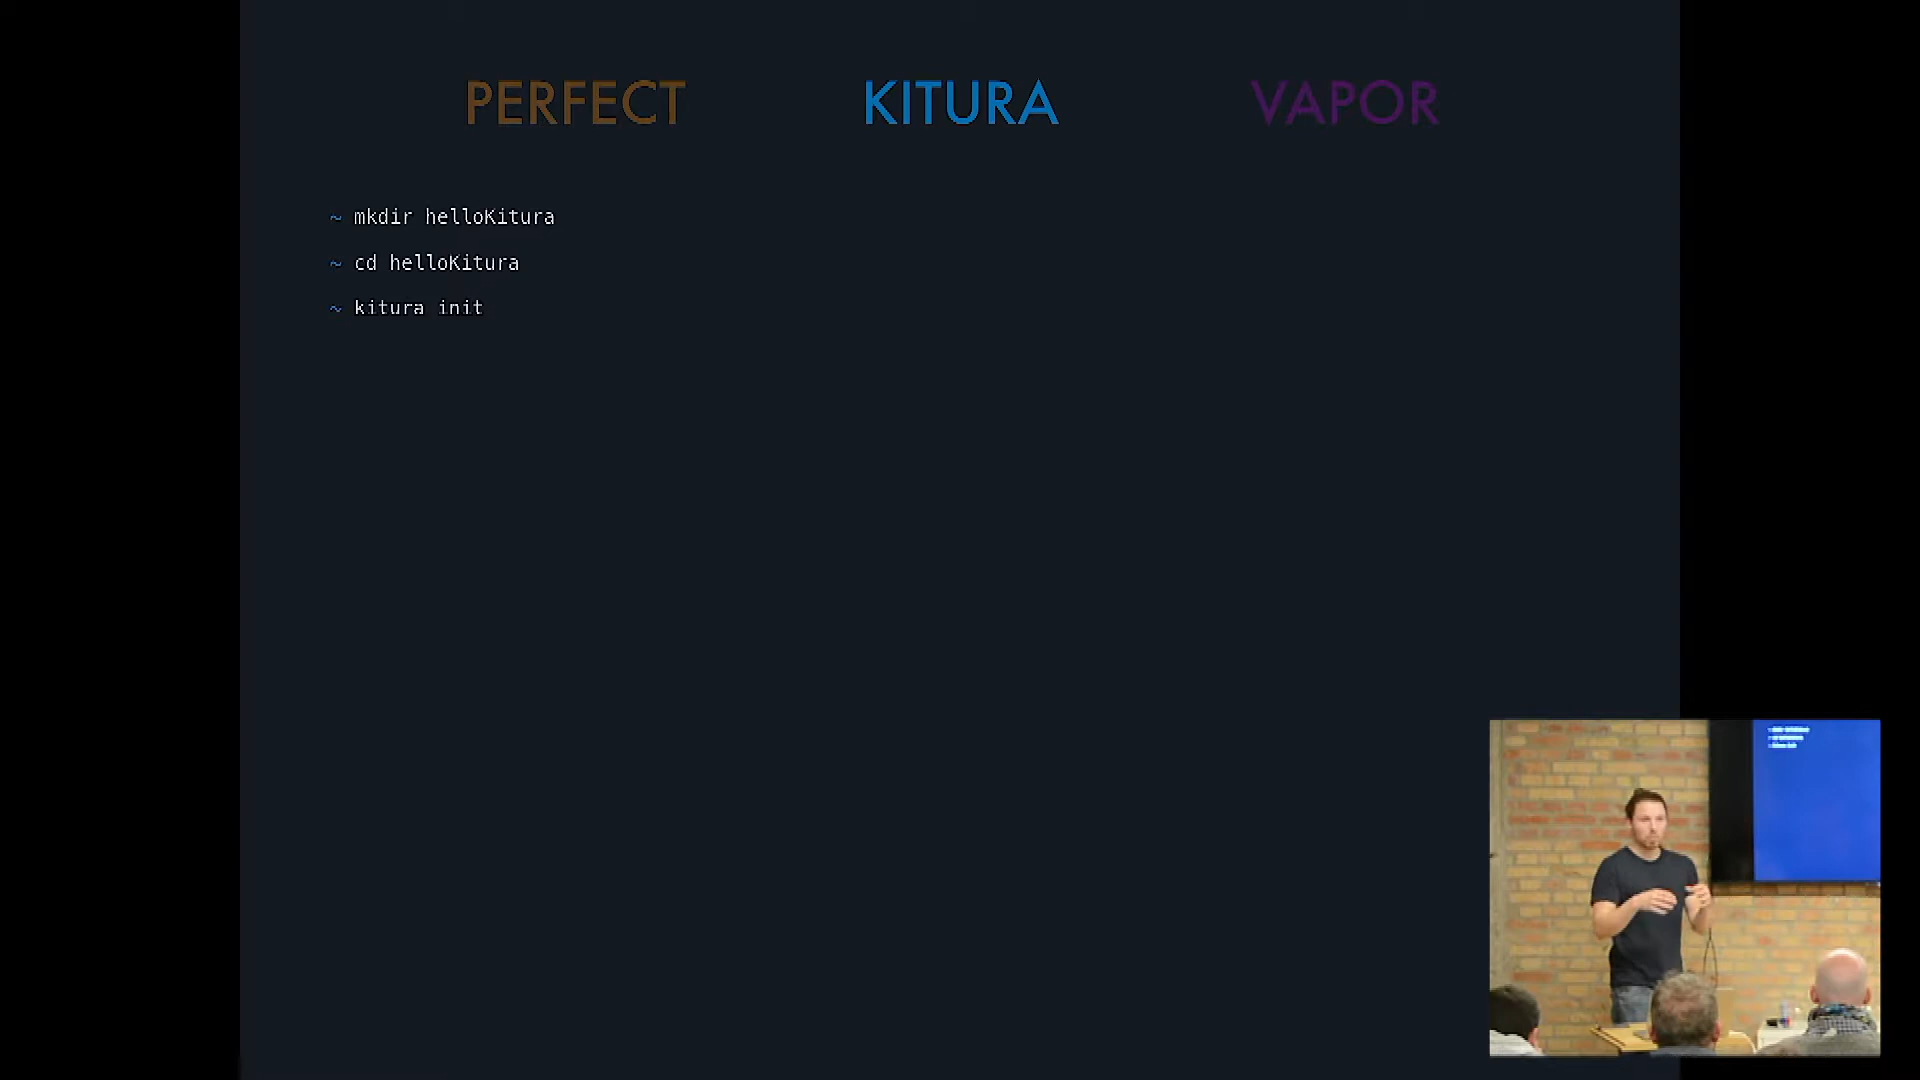 PERFECT KITURA VAPOR
~ mkdir helloKitura
~ cd helloKitura
~ kitura init